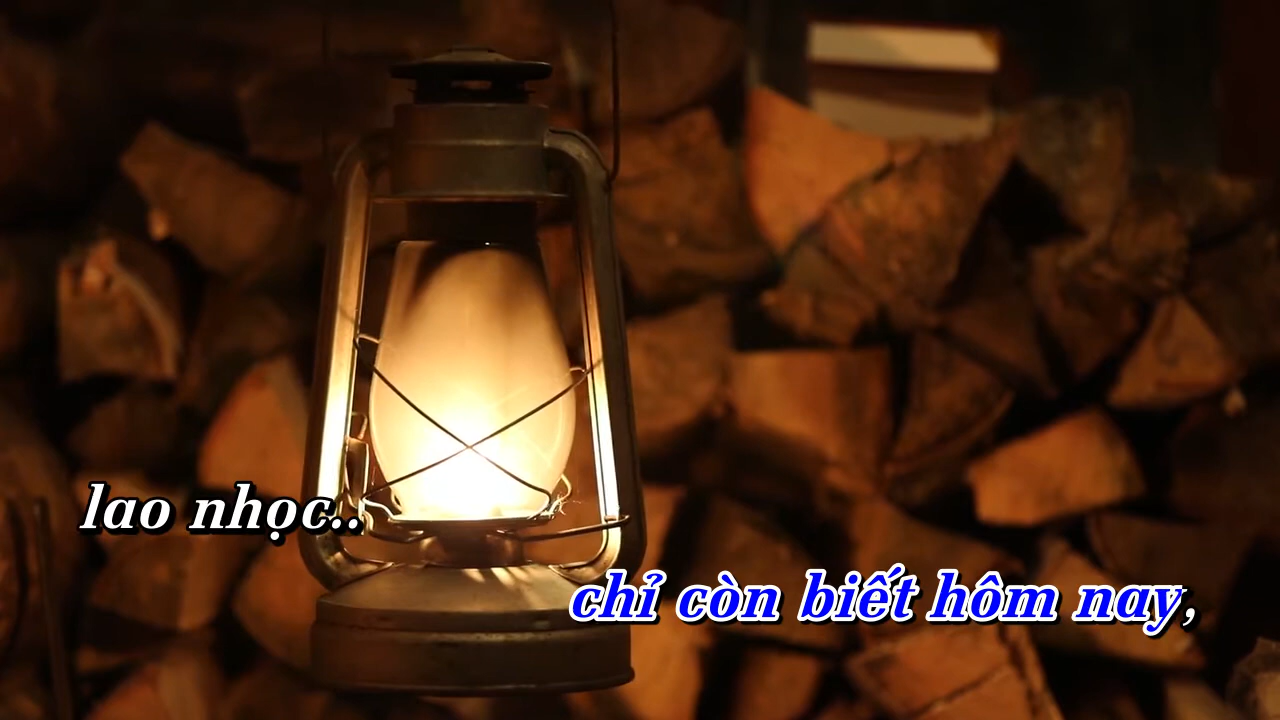 lao nhọc..
chỉ còn biết hôm nay,